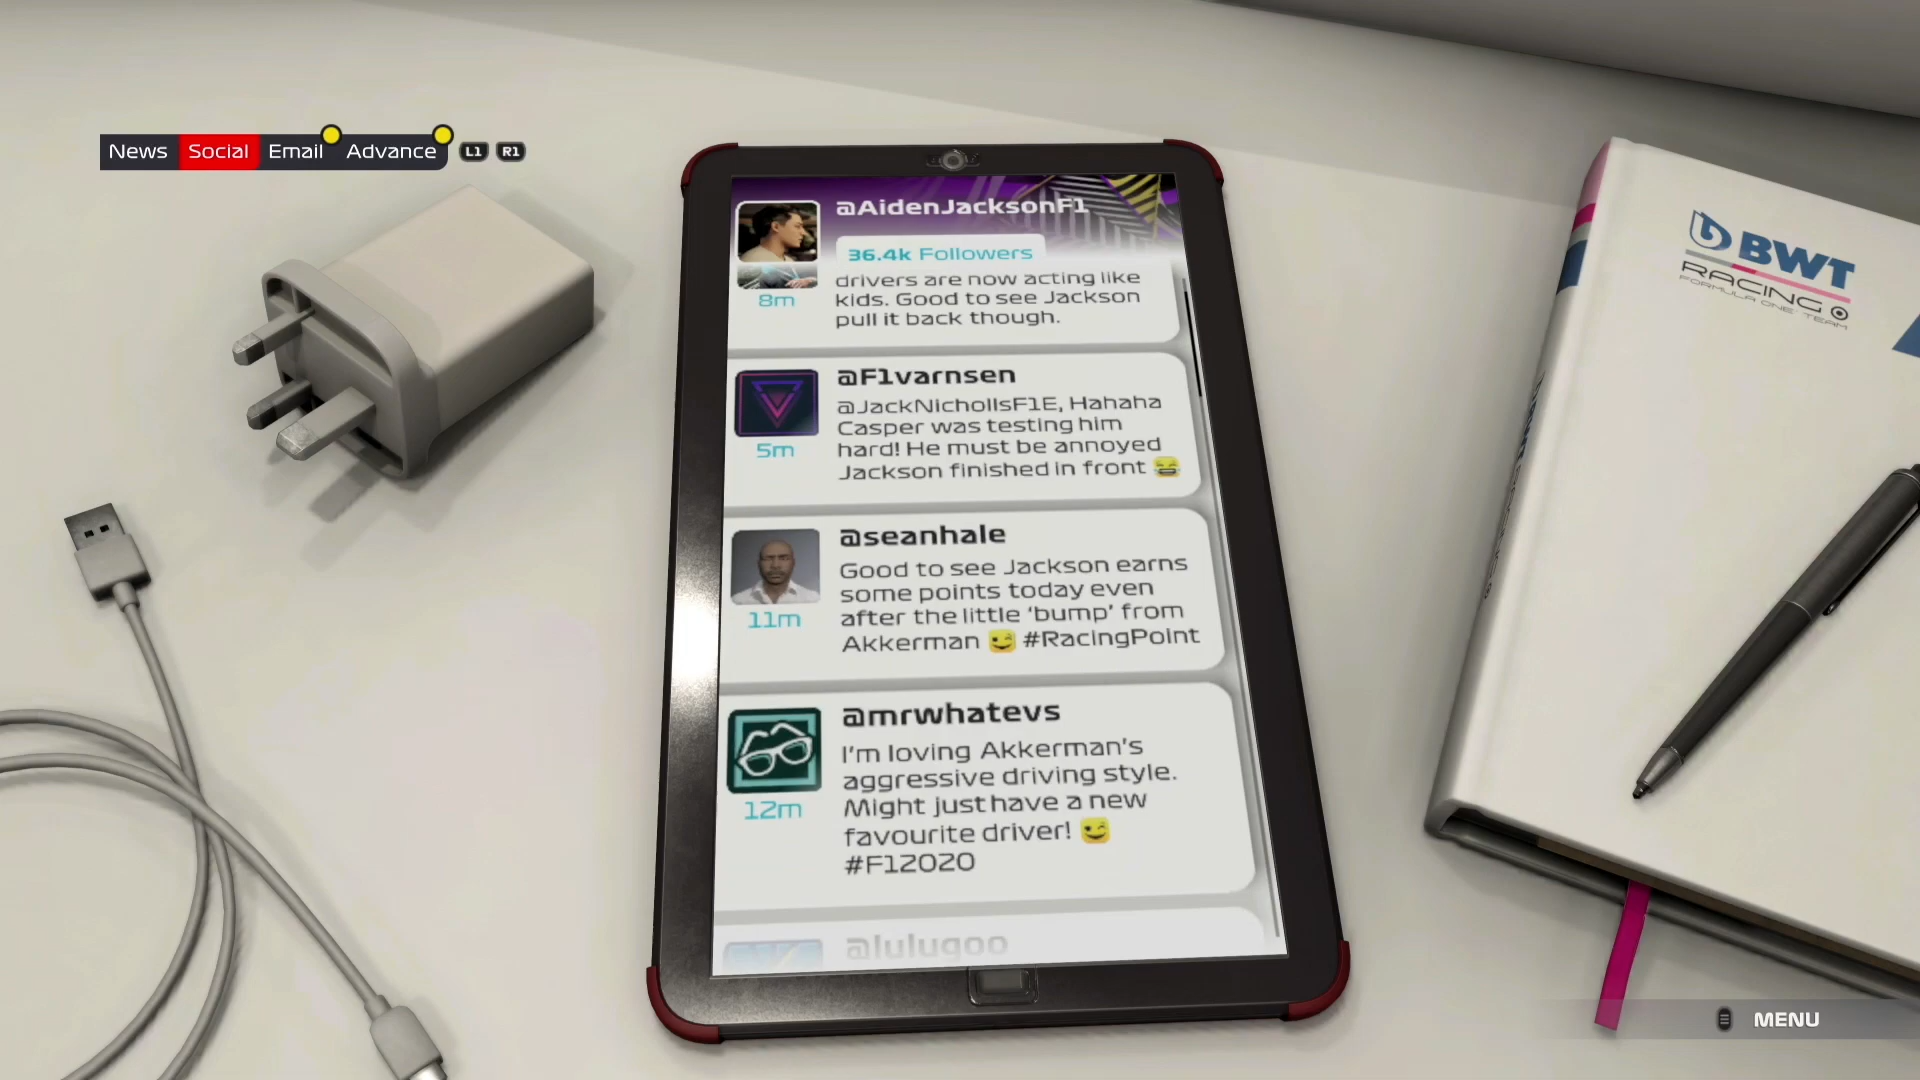 News Social Email Advance L1 R1
@AidenJacksonF1
36.4k Followers
drivers are now acting like
kids. Good to see Jackson
pull it back though.
8m
@F1varnsen
@JackNichollsF1E, Hahaha
Casper was testing him
hard! He must be annoyed
Jackson finished in front 😂
5m
@seanhale
Good to see Jackson earns
some points today even
after the little ‘bump’ from
Akkerman 😉 #RacingPoint
11m
@mrwhatevs
I’m loving Akkerman’s
aggressive driving style.
Might just have a new
favourite driver! 😉
#F12020
12m
@lulugoo
BWT
RACING
FORMULA ONE™ TEAM
MENU